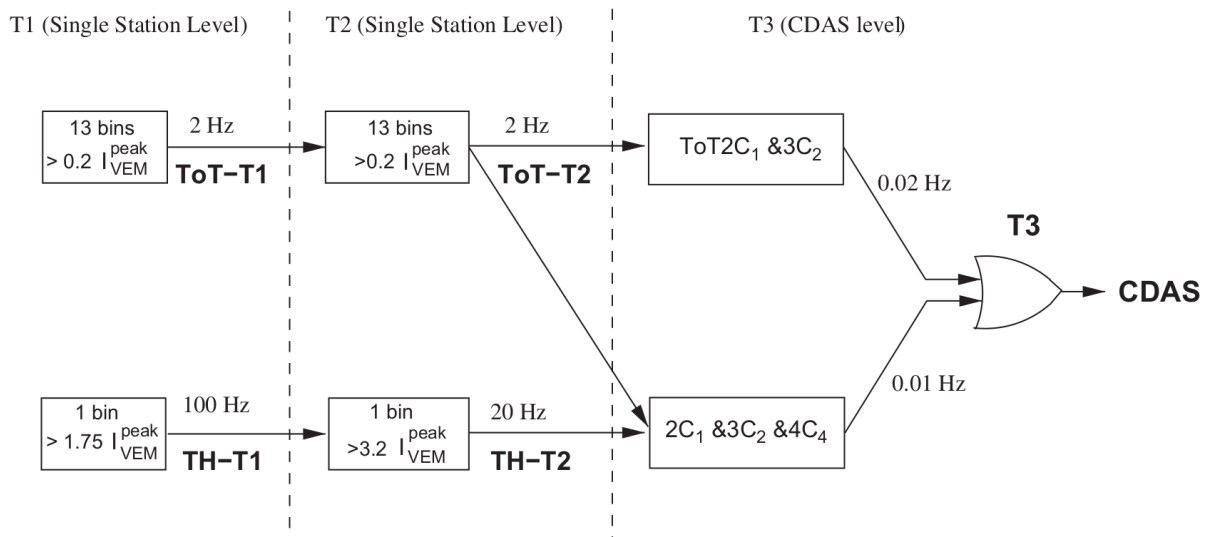 T1 (Single Station Level)
T2 (Single Station Level)
T3 (CDAS level)
13 bins
> 0.2 I_VEM^peak
2 Hz
ToT−T1
13 bins
>0.2 I_VEM^peak
2 Hz
ToT−T2
ToT2C₁ &3C₂
0.02 Hz
T3
CDAS
0.01 Hz
1 bin
> 1.75 I_VEM^peak
100 Hz
TH−T1
1 bin
>3.2 I_VEM^peak
20 Hz
TH−T2
2C₁ &3C₂ &4C₄